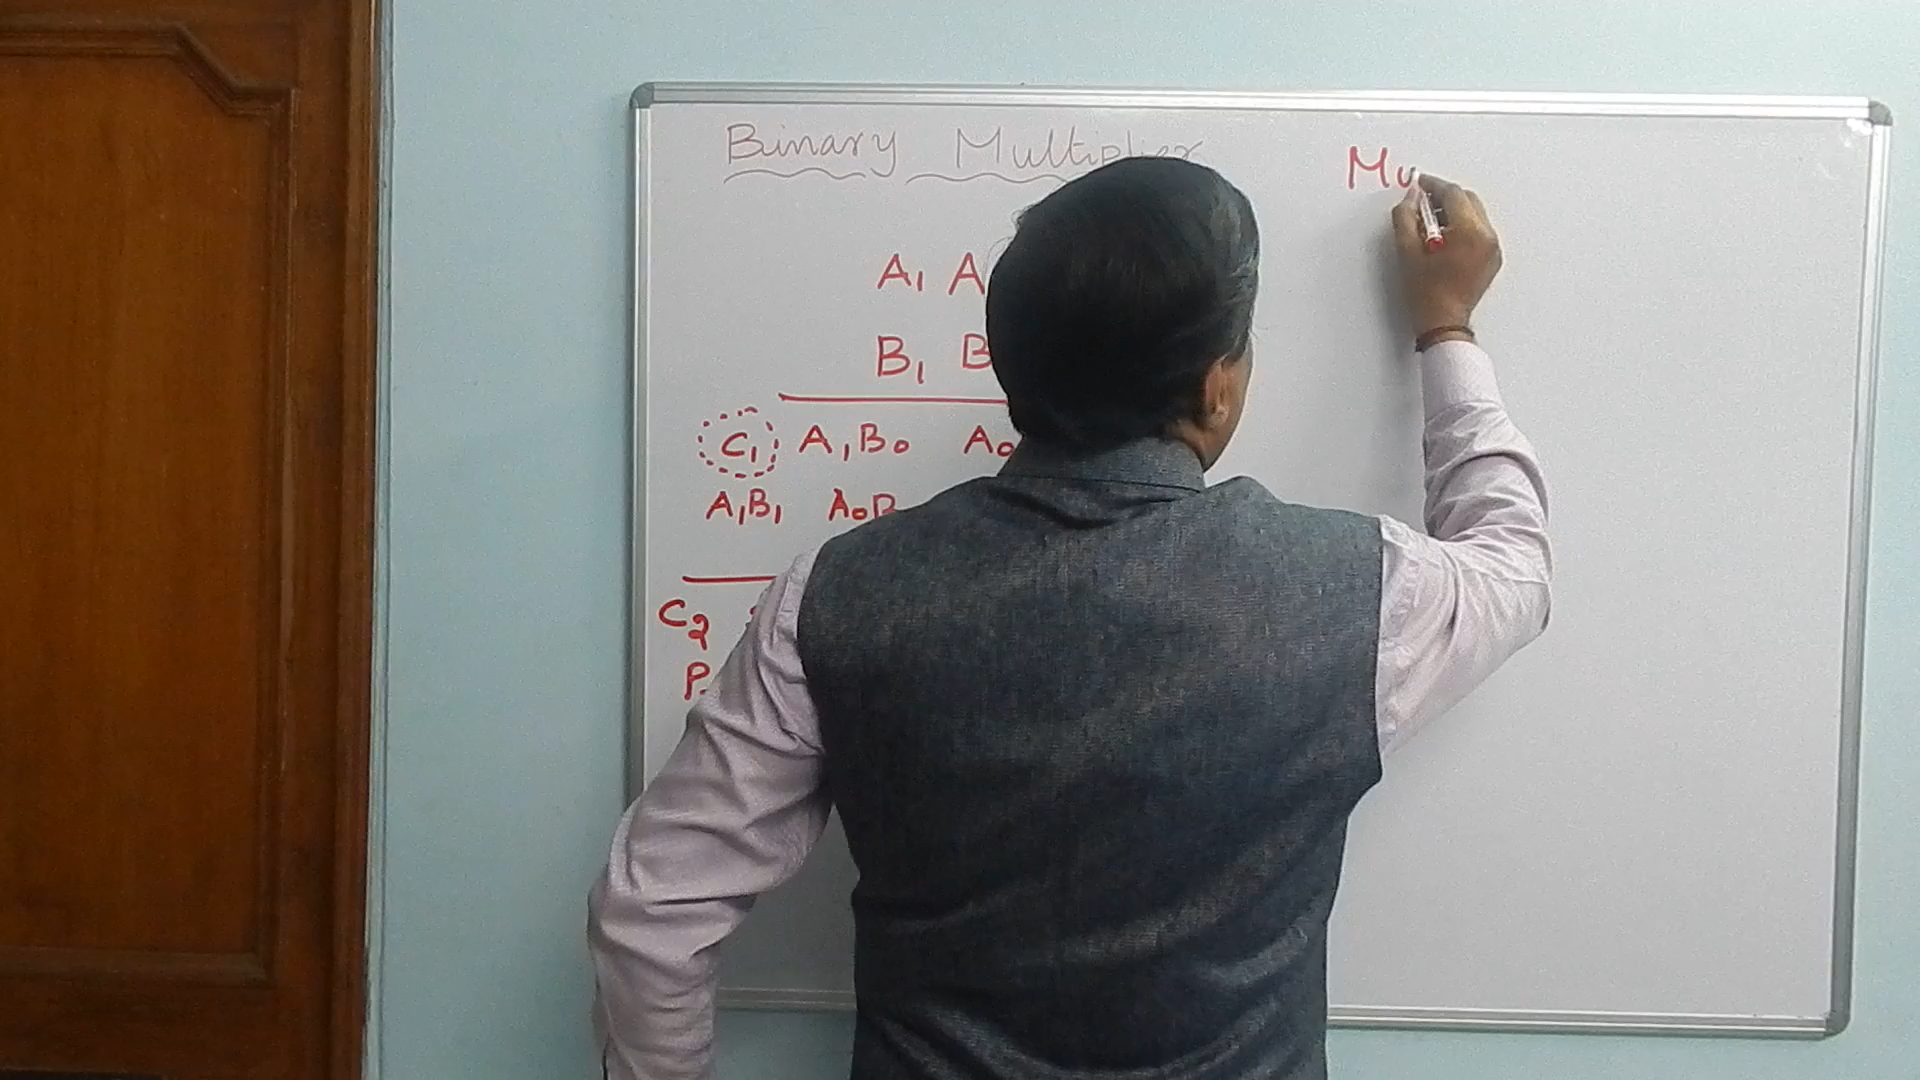 Binary Multiplier
Mu
A₁ A
B₁ B
C₁ A₁B₀ A₀
A₁B₁ A₀B
C₂
P